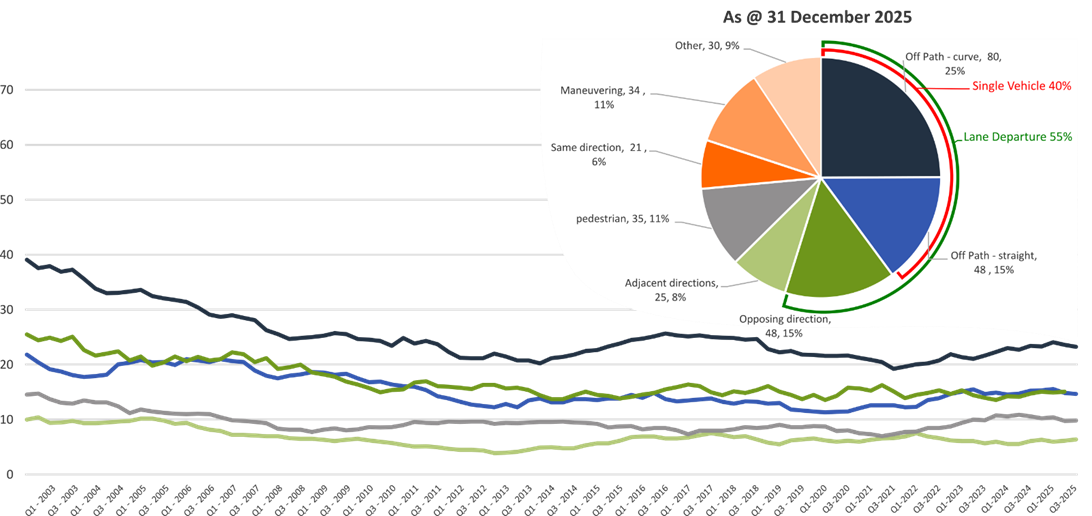 As @ 31 December 2025
Other, 30, 9%
Off Path - curve, 80,
25%
Single Vehicle 40%
Maneuvering, 34 ,
11%
Lane Departure 55%
Same direction, 21 ,
6%
pedestrian, 35, 11%
Off Path - straight,
48 , 15%
Adjacent directions,
25, 8%
Opposing direction,
48, 15%
70
60
50
40
30
20
10
0
Q1 - 2003
Q3 - 2003
Q1 - 2004
Q3 - 2004
Q1 - 2005
Q3 - 2005
Q1 - 2006
Q3 - 2006
Q1 - 2007
Q3 - 2007
Q1 - 2008
Q3 - 2008
Q1 - 2009
Q3 - 2009
Q1 - 2010
Q3 - 2010
Q1 - 2011
Q3 - 2011
Q1 - 2012
Q3 - 2012
Q1 - 2013
Q3 - 2013
Q1 - 2014
Q3 - 2014
Q1 - 2015
Q3 - 2015
Q1 - 2016
Q3 - 2016
Q1 - 2017
Q3 - 2017
Q1 - 2018
Q3 - 2018
Q1 - 2019
Q3 - 2019
Q1-2020
Q3-2020
Q1-2021
Q3-2021
Q1-2022
Q3-2022
Q1-2023
Q3-2023
Q1-2024
Q3-2024
Q1-2025
Q3-2025